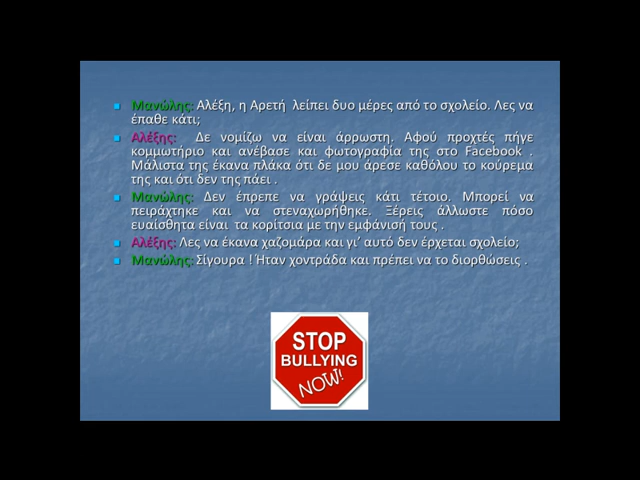 Μανώλης: Αλέξη, η Αρετή λείπει δυο μέρες από το σχολείο. Λες να
έπαθε κάτι;
Αλέξης: Δε νομίζω να είναι άρρωστη. Αφού προχτές πήγε
κομμωτήριο και ανέβασε και φωτογραφία της στο Facebook .
Μάλιστα της έκανα πλάκα ότι δε μου άρεσε καθόλου το κούρεμα
της και ότι δεν της πάει .
Μανώλης: Δεν έπρεπε να γράψεις κάτι τέτοιο. Μπορεί να
πειράχτηκε και να στεναχωρήθηκε. Ξέρεις άλλωστε πόσο
ευαίσθητα είναι τα κορίτσια με την εμφάνισή τους .
Αλέξης: Λες να έκανα χαζομάρα και γι' αυτό δεν έρχεται σχολείο;
Μανώλης: Σίγουρα ! Ήταν χοντράδα και πρέπει να το διορθώσεις .
STOP
BULLYING
NOW!